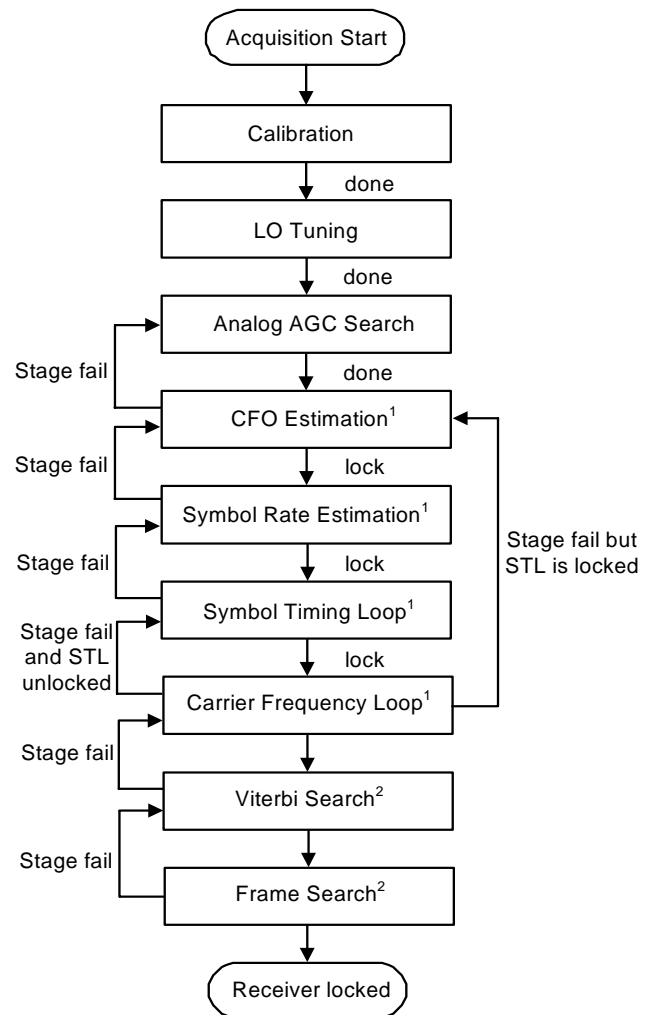 Acquisition Start
Calibration
done
LO Tuning
done
Analog AGC Search
Stage fail
done
CFO Estimation¹
Stage fail
lock
Symbol Rate Estimation¹
Stage fail but
STL is locked
Stage fail
lock
Symbol Timing Loop¹
Stage fail
and STL
unlocked
lock
Carrier Frequency Loop¹
Stage fail
Viterbi Search²
Stage fail
Frame Search²
Receiver locked